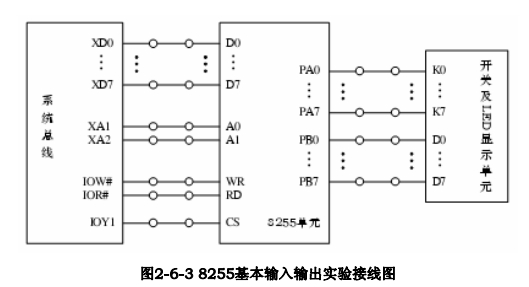 系统总线
XD0
XD7
XA1
XA2
IOW#
IOR#
IOY1
D0
D7
A0
A1
WR
RD
CS
8255单元
PA0
PA7
PB0
PB7
K0
K7
D0
D7
开关及LED显示单元
图2-6-3 8255基本输入输出实验接线图